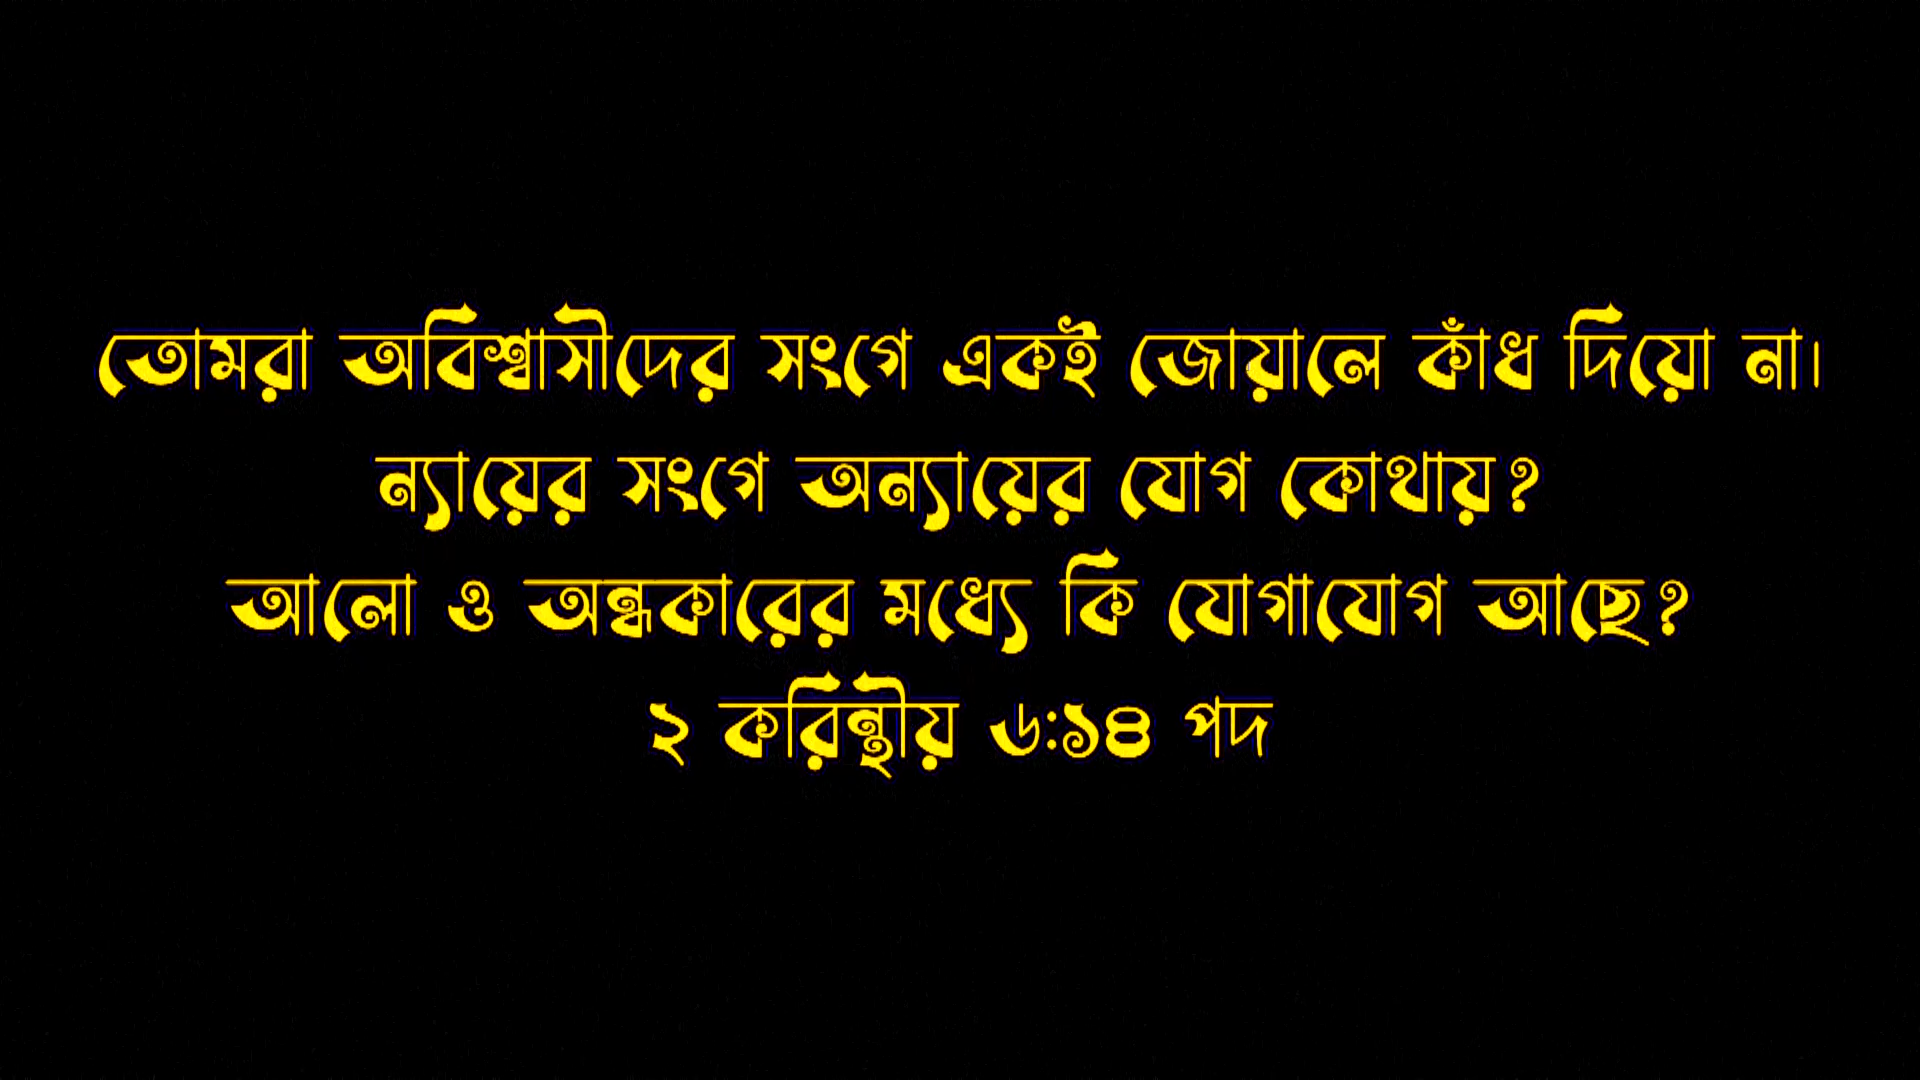 তোমরা অবিশ্বাসীদের সংগে একই জোয়ালে কাঁধ দিয়ো না।
ন্যায়ের সংগে অন্যায়ের যোগ কোথায়?
আলো ও অন্ধকারের মধ্যে কি যোগাযোগ আছে?
২ করিন্থীয় ৬:১৪ পদ